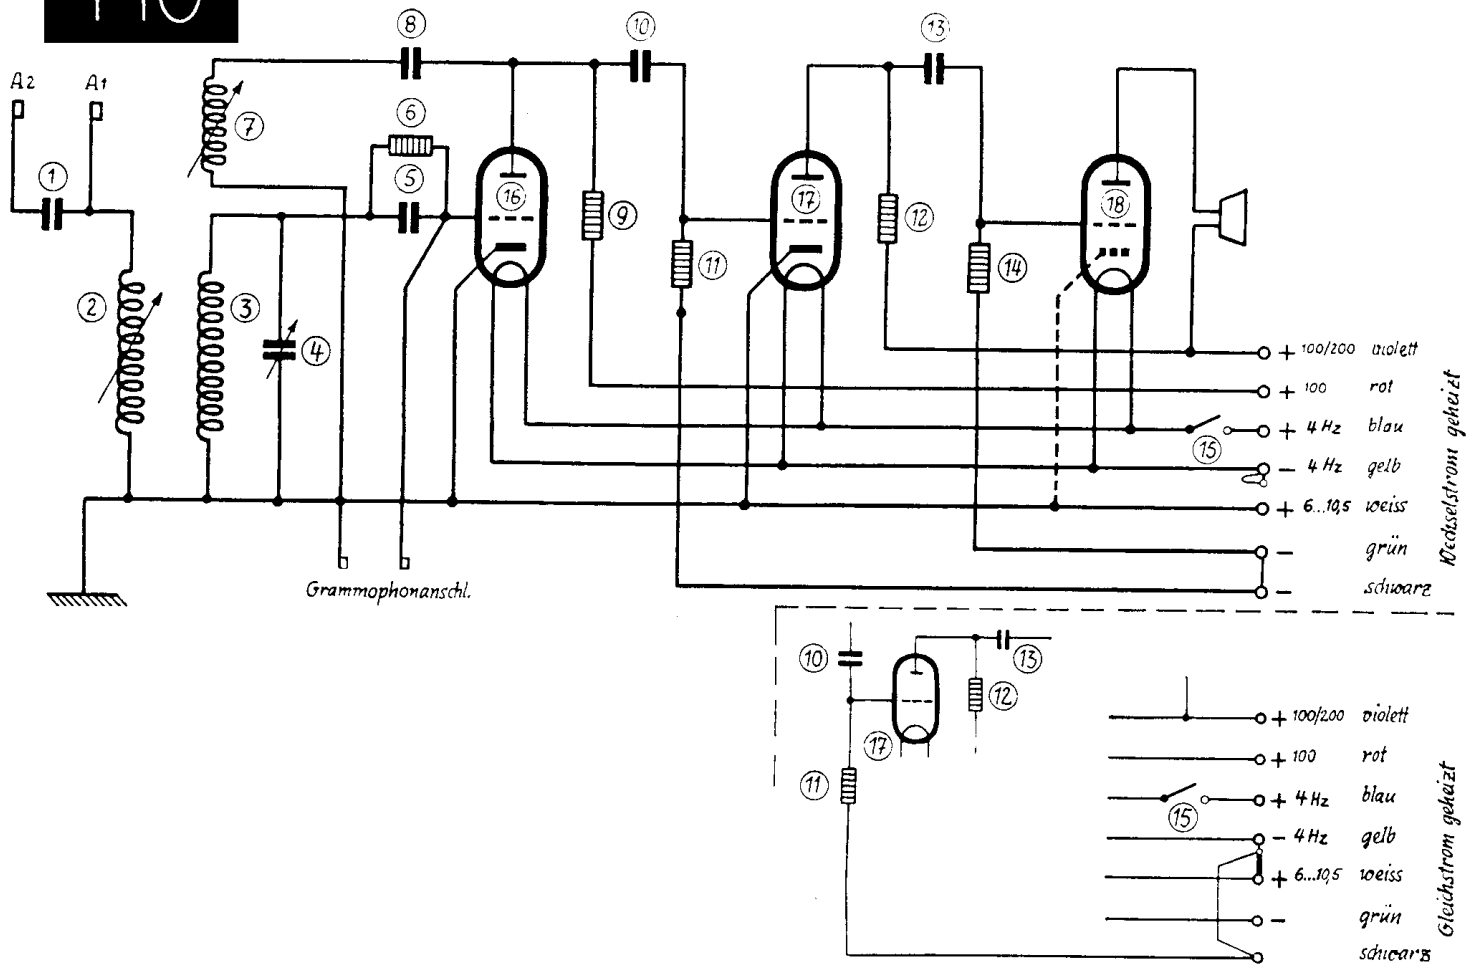 8
10
13
A2
A1
7
6
1
5
16
17
18
9
12
11
14
2
3
4
+ 100/200 violett
+ 100 rot
+ 4 Hz blau
15
− 4 Hz gelb
+ 6...10,5 weiss
− grün
− schwarz
Wechselstrom geheizt
Grammophonanschl.
10
13
12
17
11
+ 100/200 violett
+ 100 rot
+ 4 Hz blau
15
− 4 Hz gelb
+ 6...10,5 weiss
− grün
schwarz
Gleichstrom geheizt